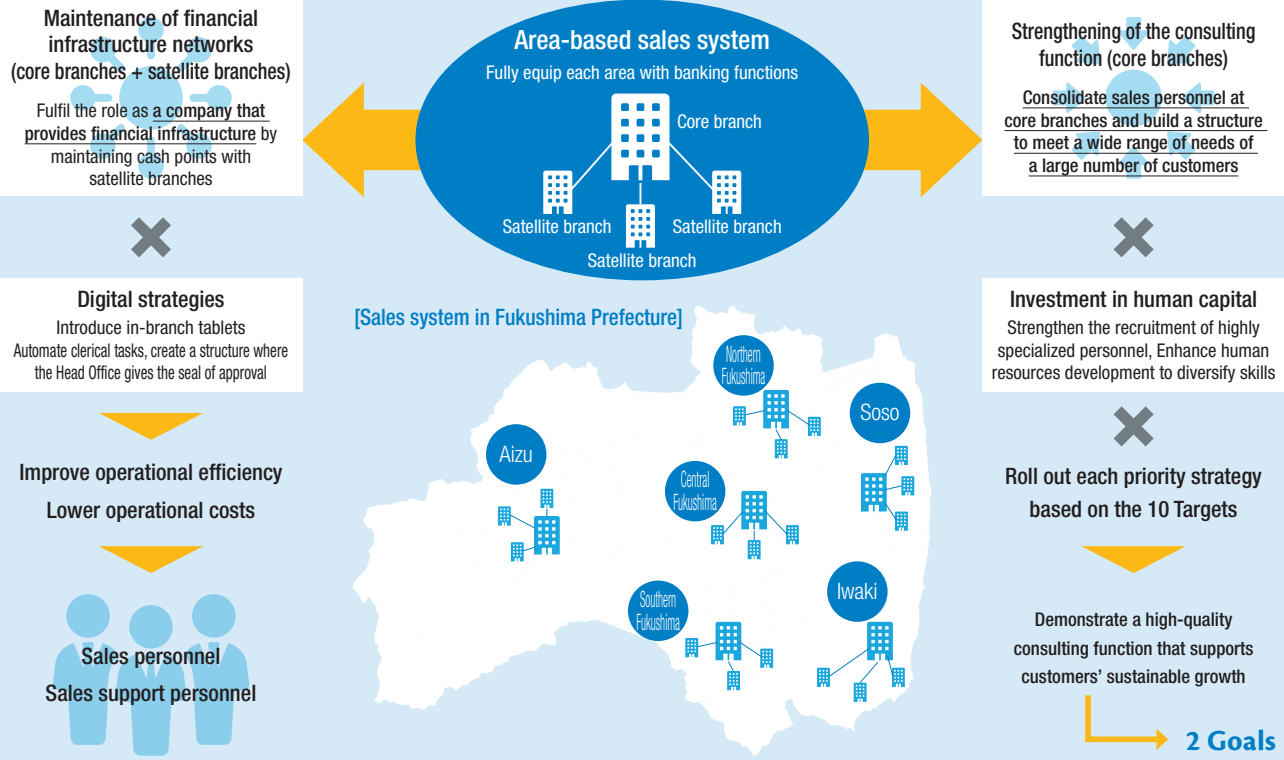 Maintenance of financial
infrastructure networks
(core branches + satellite branches)
Fulfil the role as a company that
provides financial infrastructure by
maintaining cash points with
satellite branches
Digital strategies
Introduce in-branch tablets
Automate clerical tasks, create a structure where
the Head Office gives the seal of approval
Improve operational efficiency
Lower operational costs
Sales personnel
Sales support personnel
Area-based sales system
Fully equip each area with banking functions
Core branch
Satellite branch
Satellite branch
Satellite branch
[Sales system in Fukushima Prefecture]
Northern
Fukushima
Soso
Aizu
Central
Fukushima
Southern
Fukushima
Iwaki
Strengthening of the consulting
function (core branches)
Consolidate sales personnel at
core branches and build a structure
to meet a wide range of needs of
a large number of customers
Investment in human capital
Strengthen the recruitment of highly
specialized personnel, Enhance human
resources development to diversify skills
Roll out each priority strategy
based on the 10 Targets
Demonstrate a high-quality
consulting function that supports
customers’ sustainable growth
2 Goals